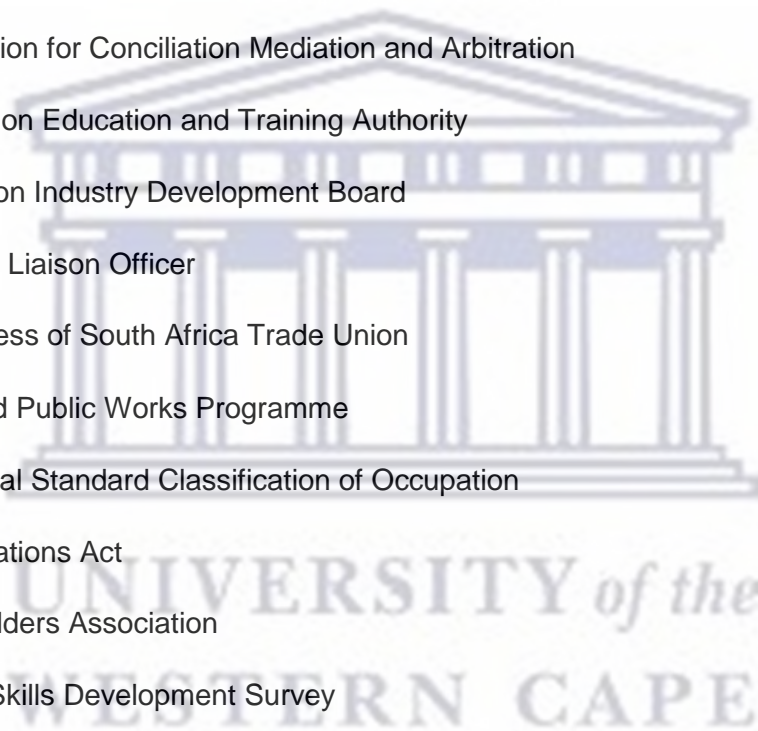 ion for Conciliation Mediation and Arbitration
on Education and Training Authority
on Industry Development Board
Liaison Officer
ess of South Africa Trade Union
d Public Works Programme
al Standard Classification of Occupation
ations Act
UNIVERSITY of the
lders Association
Skills Development Survey
WESTERN CAPE